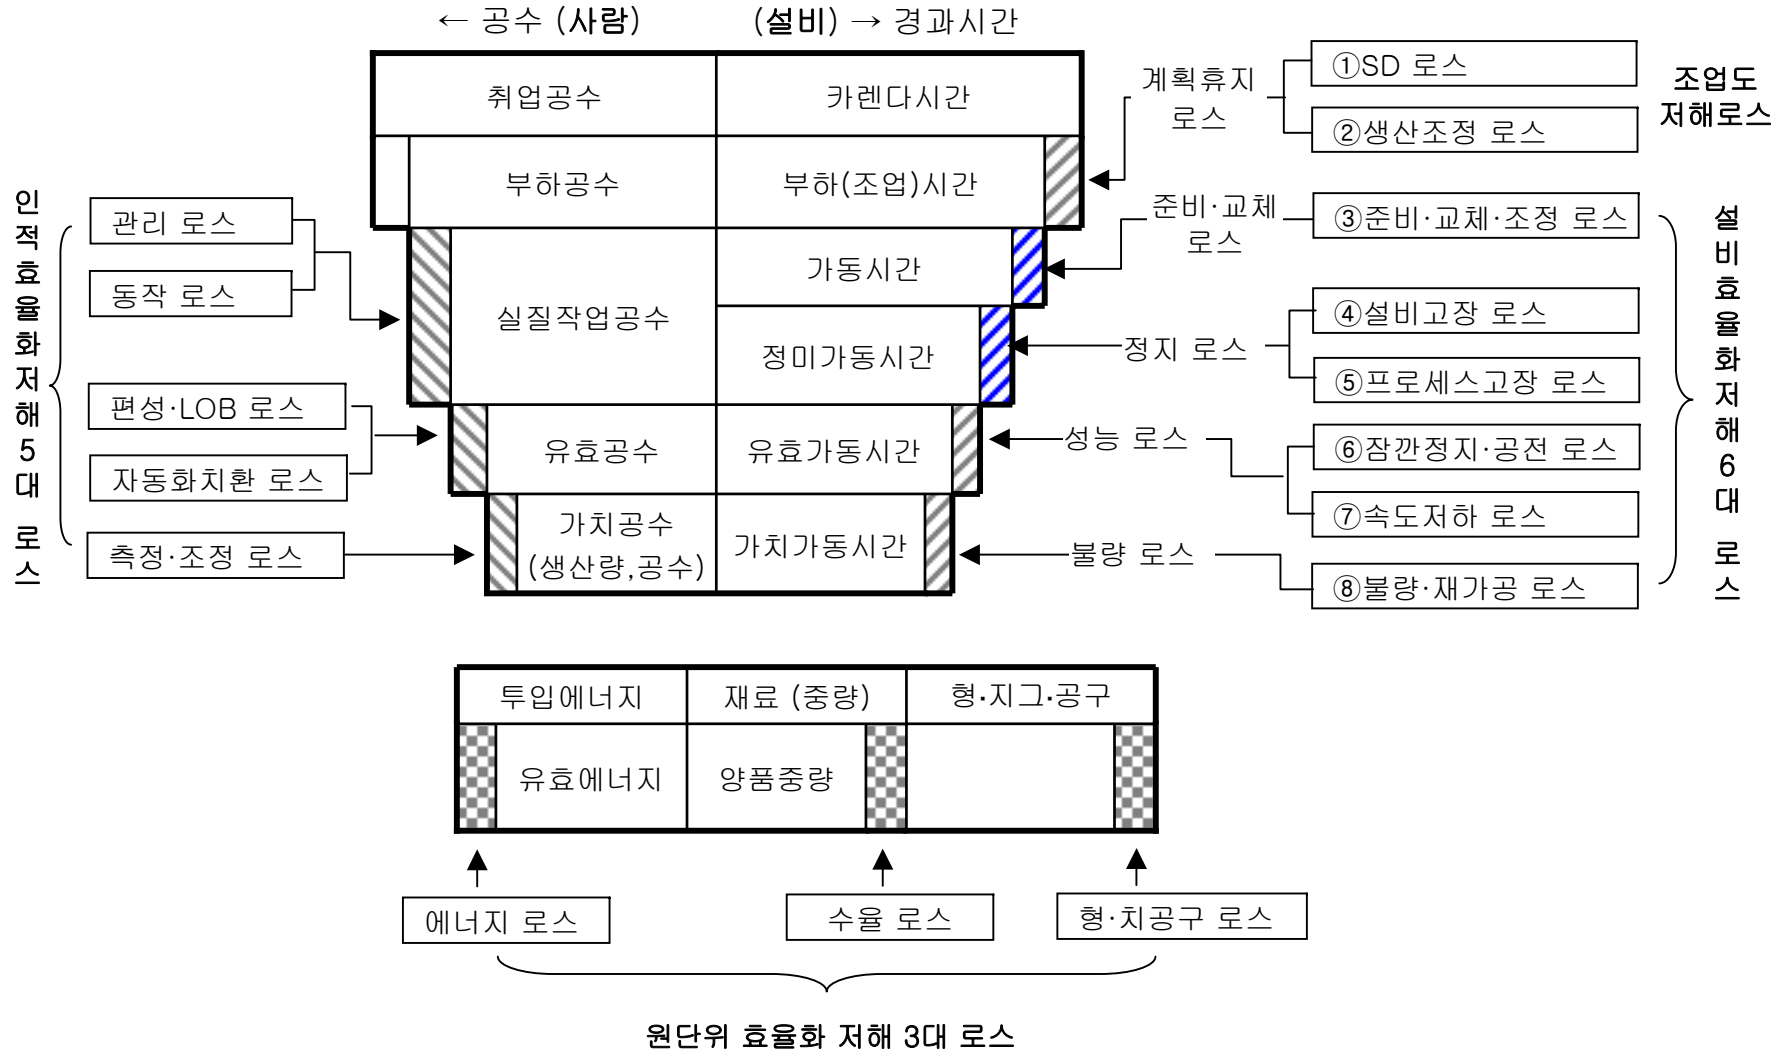 ← 공수 (사람)
(설비) → 경과시간
취업공수
카렌다시간
부하공수
부하(조업)시간
실질작업공수
가동시간
정미가동시간
유효공수
유효가동시간
가치공수
(생산량,공수)
가치가동시간
계획휴지
로스
①SD 로스
②생산조정 로스
조업도
저해로스
준비·교체
로스
③준비·교체·조정 로스
정지 로스
④설비고장 로스
⑤프로세스고장 로스
성능 로스
⑥잠깐정지·공전 로스
⑦속도저하 로스
불량 로스
⑧불량·재가공 로스
설비효율화저해6대 로스
인적효율화저해5대 로스
관리 로스
동작 로스
편성·LOB 로스
자동화치환 로스
측정·조정 로스
투입에너지
재료 (중량)
형·지그·공구
유효에너지
양품중량
에너지 로스
수율 로스
형·치공구 로스
원단위 효율화 저해 3대 로스